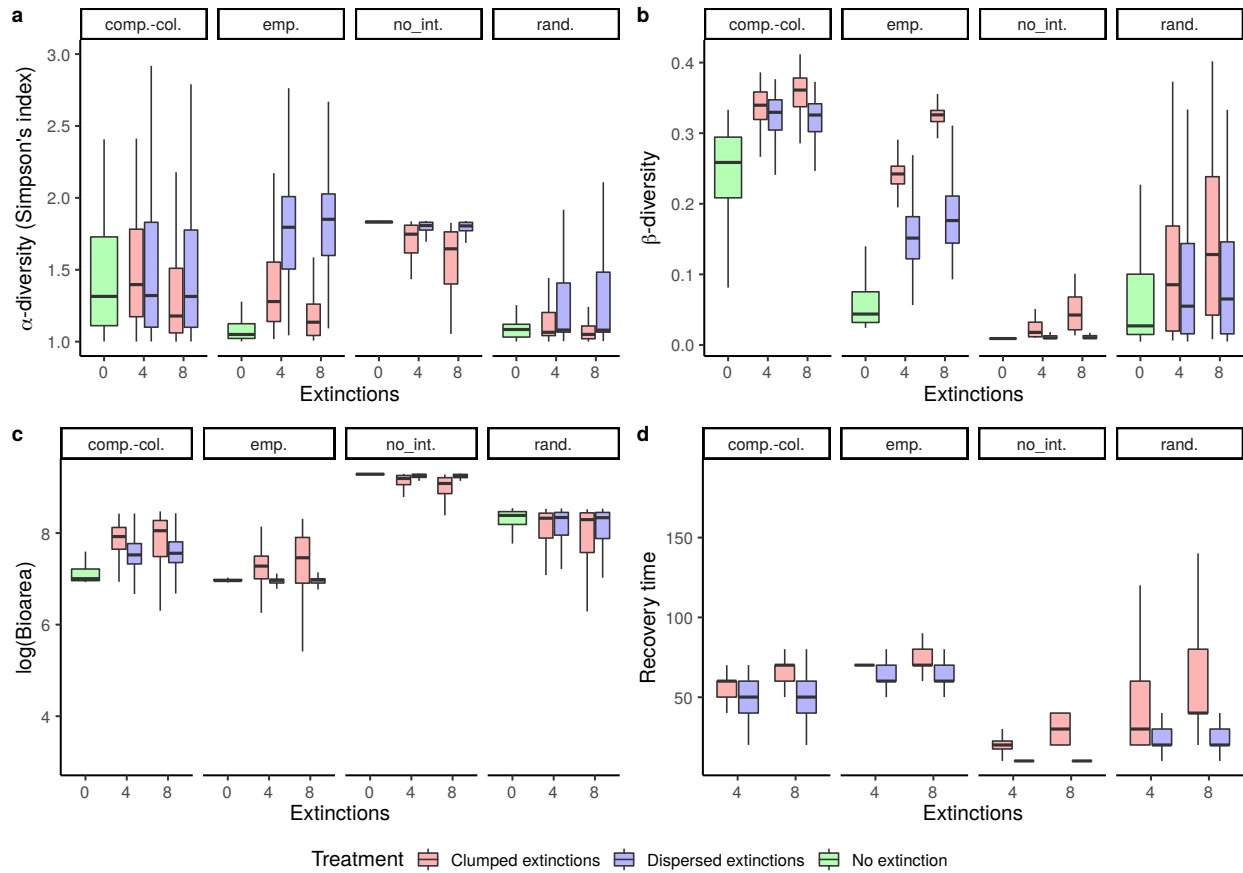 a
comp.-col. emp. no_int. rand.
α-diversity (Simpson's index)
3.0
2.5
2.0
1.5
1.0
0 4 8 0 4 8 0 4 8 0 4 8
Extinctions
b
comp.-col. emp. no_int. rand.
β-diversity
0.4
0.3
0.2
0.1
0.0
0 4 8 0 4 8 0 4 8 0 4 8
Extinctions
c
comp.-col. emp. no_int. rand.
log(Bioarea)
8
6
4
0 4 8 0 4 8 0 4 8 0 4 8
Extinctions
d
comp.-col. emp. no_int. rand.
Recovery time
150
100
50
4 8 4 8 4 8 4 8
Extinctions
Treatment Clumped extinctions Dispersed extinctions No extinction